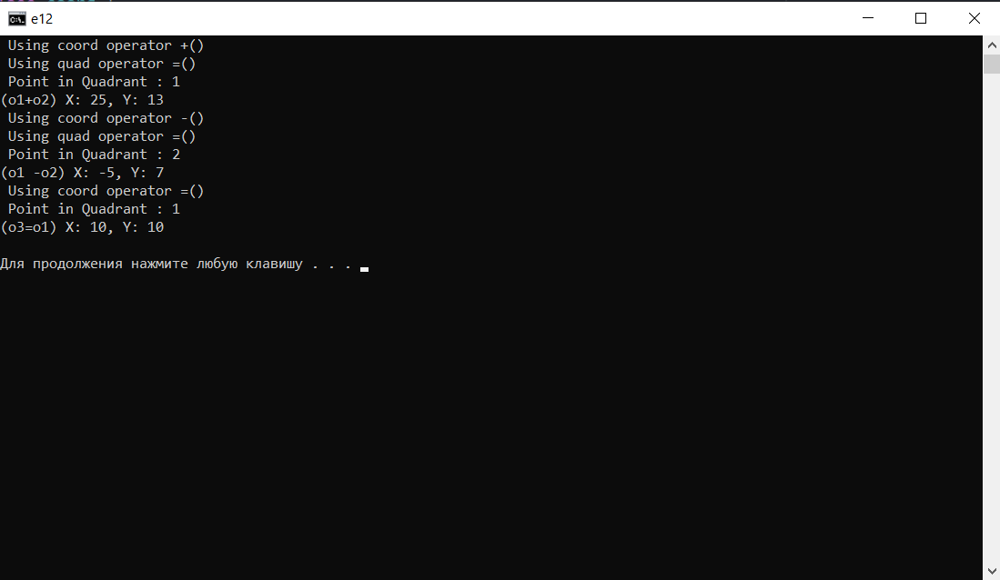 e12
Using coord operator +()
Using quad operator =()
Point in Quadrant : 1
(o1+o2) X: 25, Y: 13
Using coord operator -()
Using quad operator =()
Point in Quadrant : 2
(o1 -o2) X: -5, Y: 7
Using coord operator =()
Point in Quadrant : 1
(o3=o1) X: 10, Y: 10
Для продолжения нажмите любую клавишу . . .